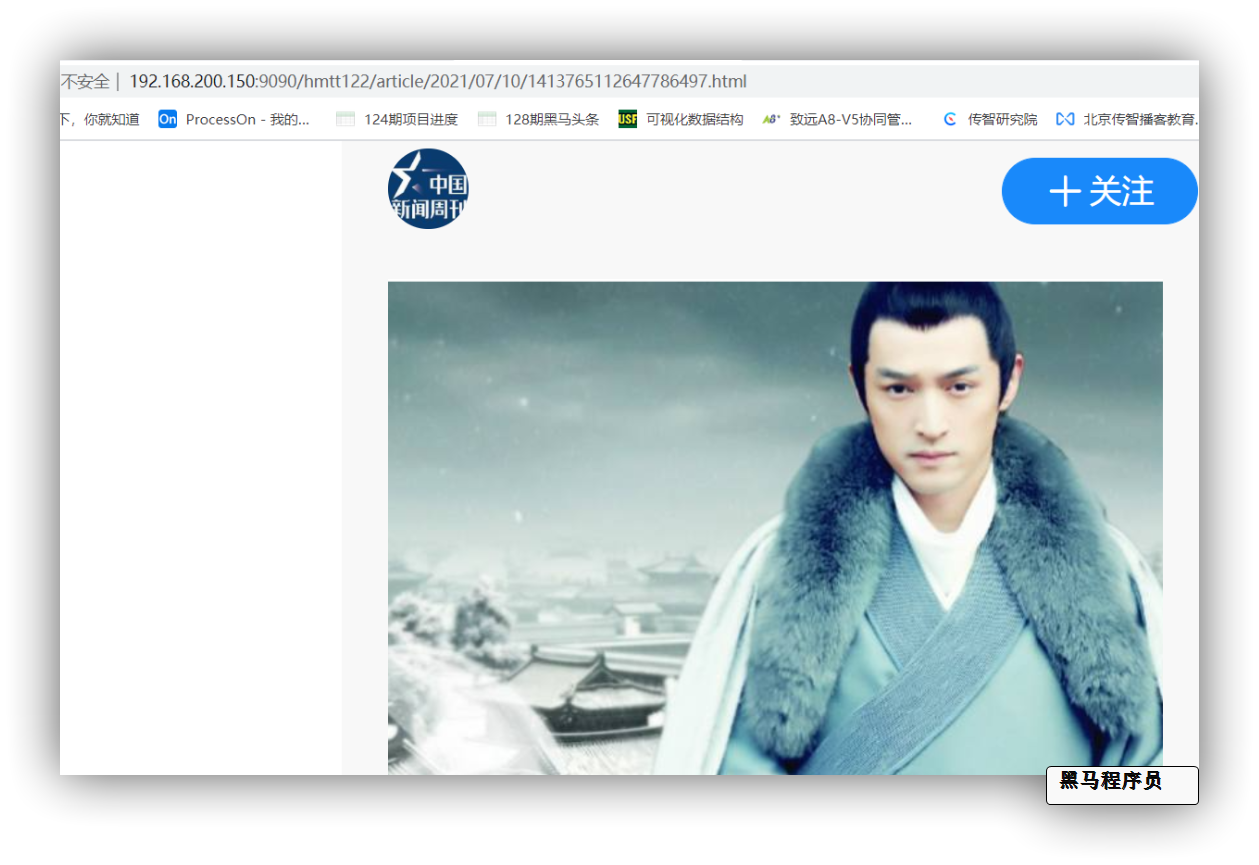 不安全 | 192.168.200.150:9090/hmtt122/article/2021/07/10/1413765112647786497.html
下，你就知道 On ProcessOn - 我的... 124期项目进度 128期黑马头条 USF 可视化数据结构 A8+ 致远A8-V5协同管... 传智研究院 北京传智播客教育.
中国
新闻周刊
+ 关注
黑马程序员